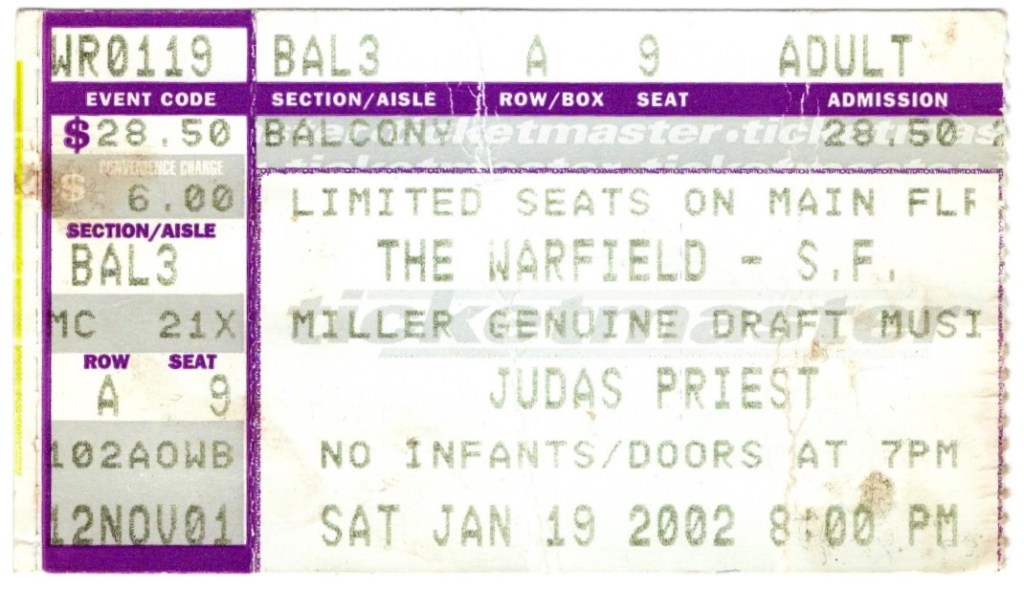 WR0119 BAL3 A 9 ADULT
EVENT CODE SECTION/AISLE ROW/BOX SEAT ADMISSION
$28.50 BALCONY 28.50
CONVENIENCE CHARGE
$ 6.00
SECTION/AISLE
BAL3
MC 21X
ROW SEAT
A 9
102AOWB
12NOV01
LIMITED SEATS ON MAIN FLR
THE WARFIELD - S.F.
ticketmaster
MILLER GENUINE DRAFT MUSI
JUDAS PRIEST
NO INFANTS/DOORS AT 7PM
SAT JAN 19 2002 8:00 PM